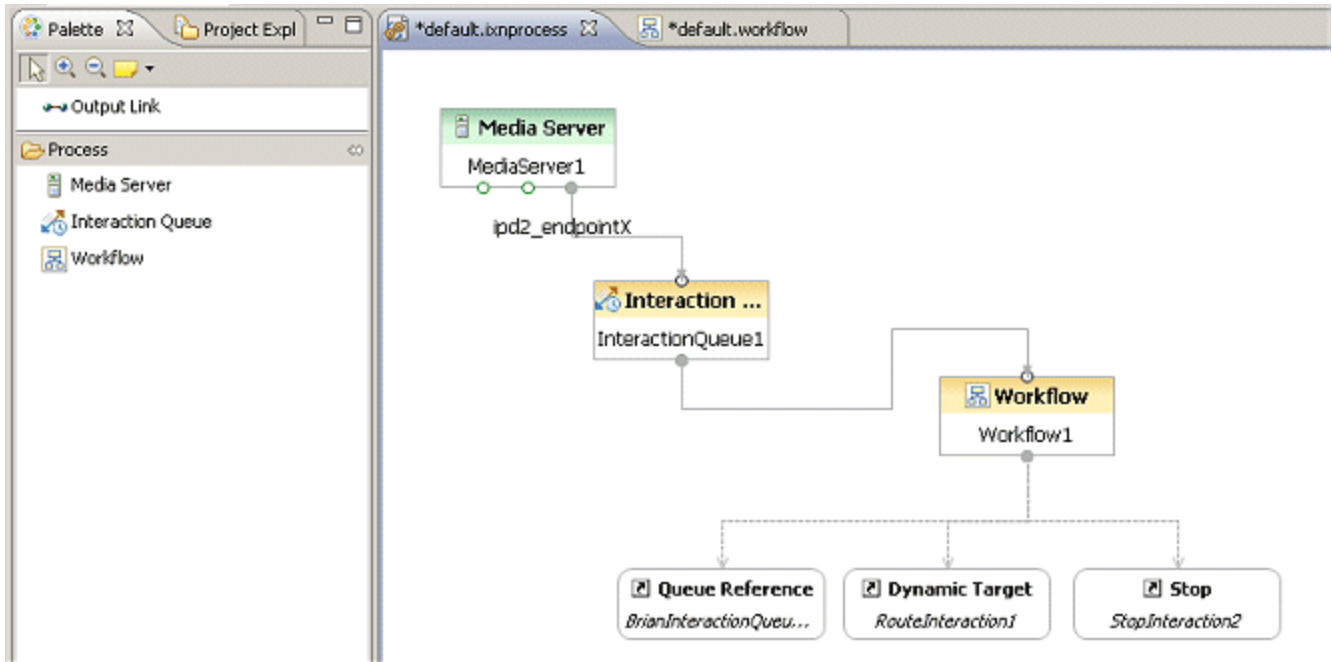 Palette
Project Expl
*default.ixnprocess
*default.workflow
Output Link
Process
Media Server
Interaction Queue
Workflow
Media Server
MediaServer1
ipd2_endpointX
Interaction ...
InteractionQueue1
Workflow
Workflow1
Queue Reference
BrianInteractionQueu...
Dynamic Target
RouteInteraction1
Stop
StopInteraction2